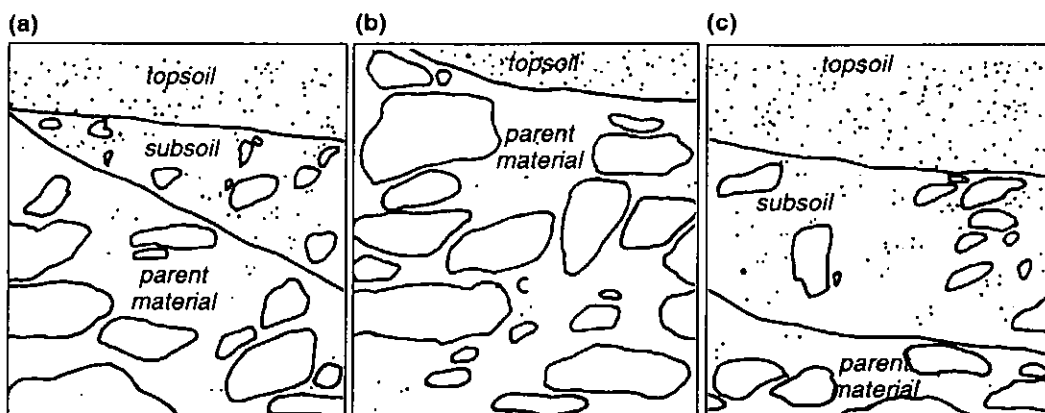 (a)
topsoil
subsoil
parent
material
(b)
topsoil
parent
material
C
(c)
topsoil
subsoil
parent
material